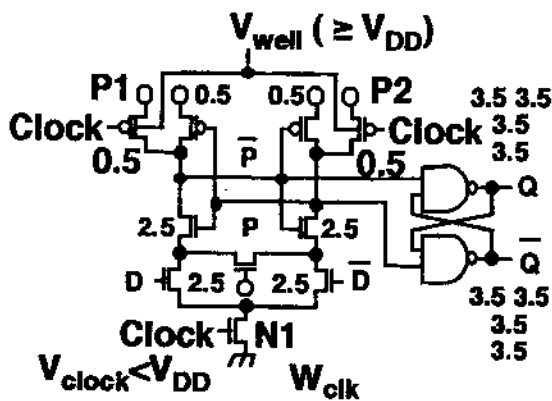 V_well ( ≥ V_DD)
P1 0.5 0.5 P2
Clock Clock
0.5 P̅ 0.5
3.5 3.5
3.5
3.5
Q
2.5 P 2.5
D 2.5 2.5 D̅
Q̅
3.5 3.5
3.5
3.5
Clock N1
V_clock<V_DD W_clk